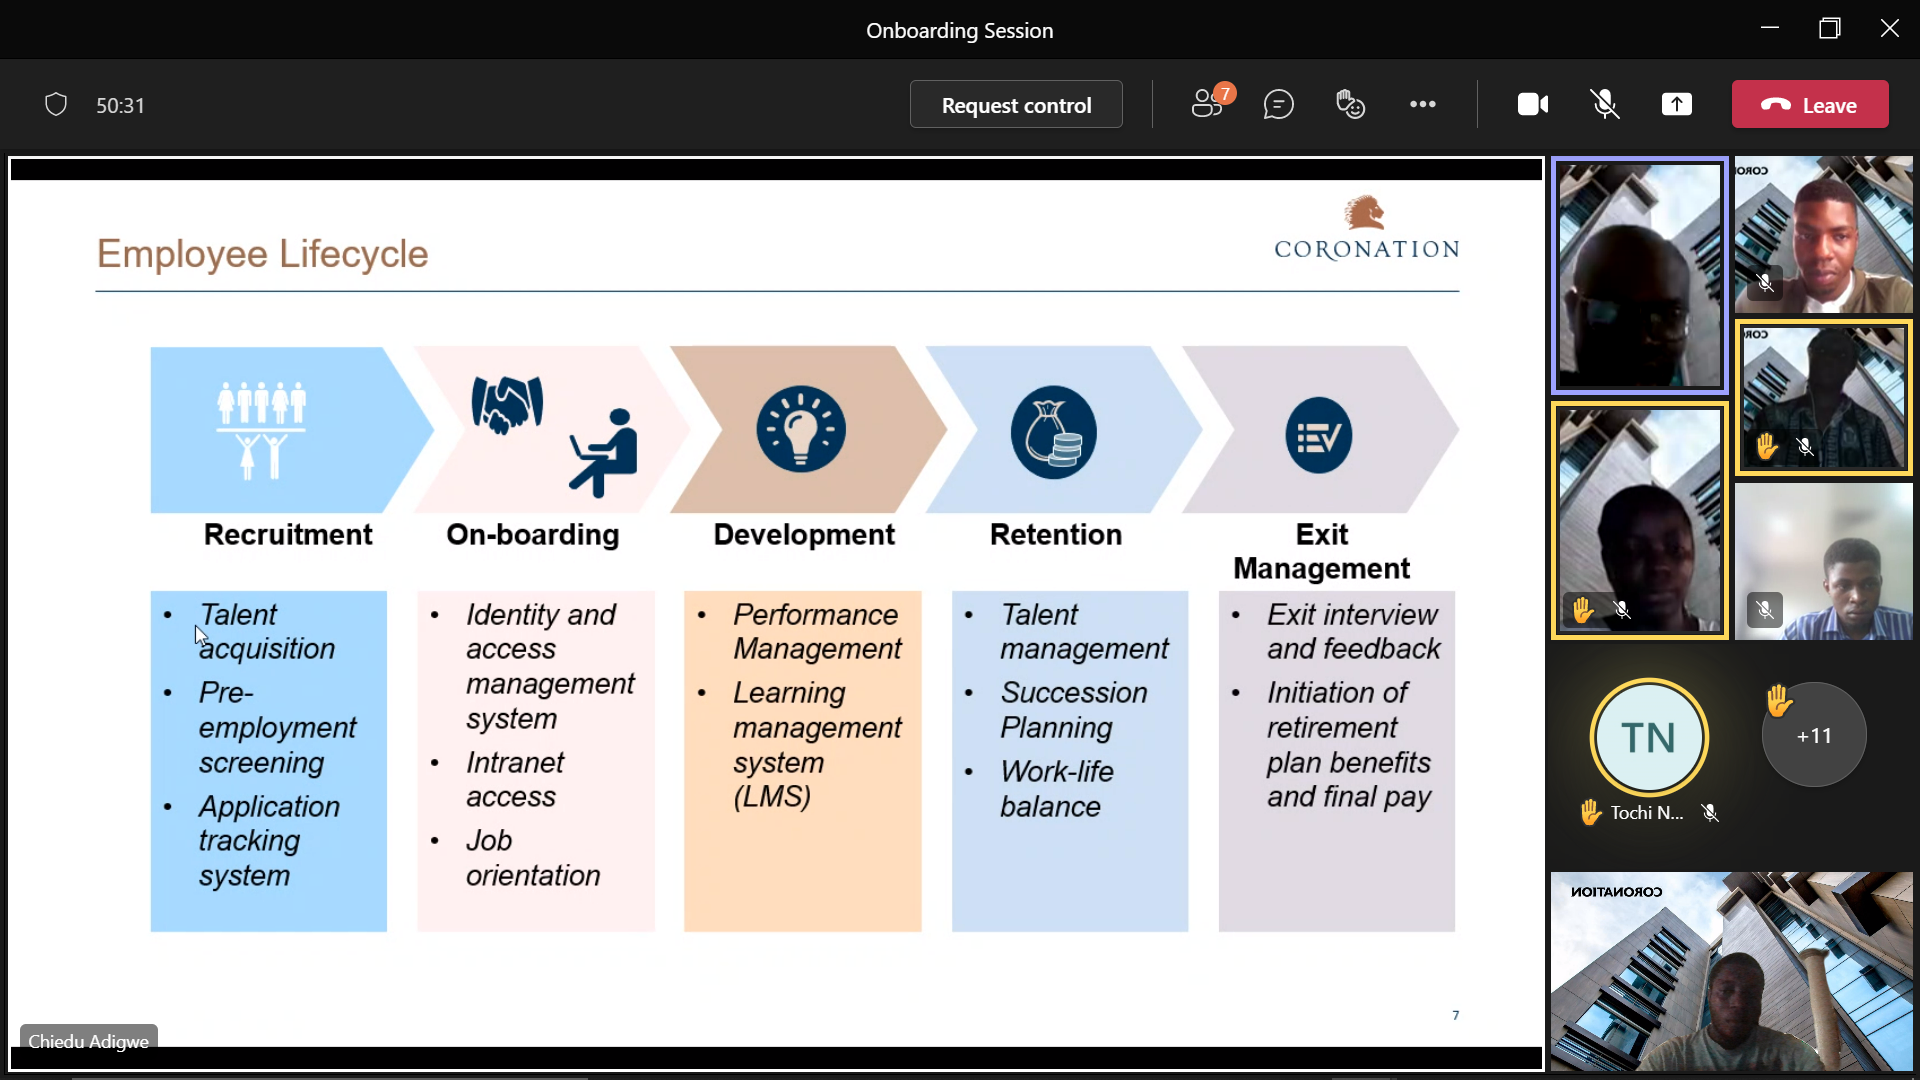 Onboarding Session
50:31
Request control
7
Leave
Employee Lifecycle
CORONATION
Recruitment
On-boarding
Development
Retention
Exit
Management
• Talent
acquisition
• Pre-
employment
screening
• Application
tracking
system
• Identity and
access
management
system
• Intranet
access
• Job
orientation
• Performance
Management
• Learning
management
system
(LMS)
• Talent
management
• Succession
Planning
• Work-life
balance
• Exit interview
and feedback
• Initiation of
retirement
plan benefits
and final pay
7
Chiedu Adigwe
CORO
CORO
TN
+11
Tochi N...
CORONATION